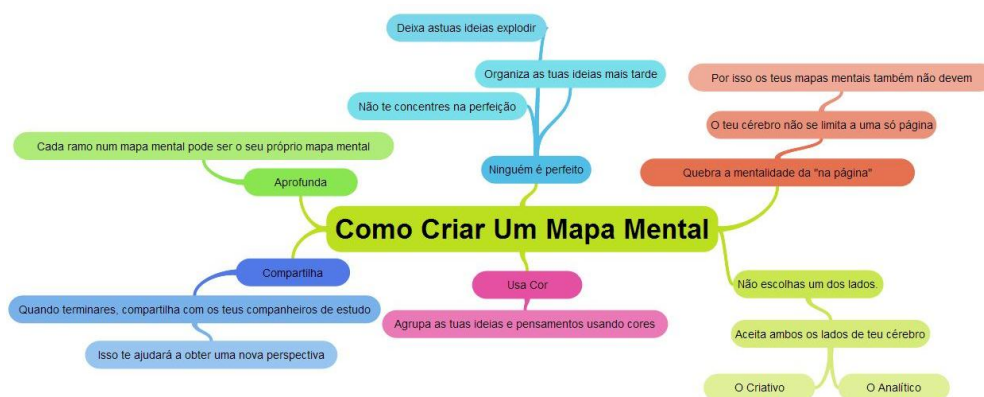 Deixa astuas ideias explodir
Organiza as tuas ideias mais tarde
Não te concentres na perfeição
Ninguém é perfeito
Por isso os teus mapas mentais também não devem
O teu cérebro não se limita a uma só página
Quebra a mentalidade da "na página"
Cada ramo num mapa mental pode ser o seu próprio mapa mental
Aprofunda
Como Criar Um Mapa Mental
Compartilha
Quando terminares, compartilha com os teus companheiros de estudo
Isso te ajudará a obter uma nova perspectiva
Usa Cor
Agrupa as tuas ideias e pensamentos usando cores
Não escolhas um dos lados.
Aceita ambos os lados de teu cérebro
O Criativo
O Analítico